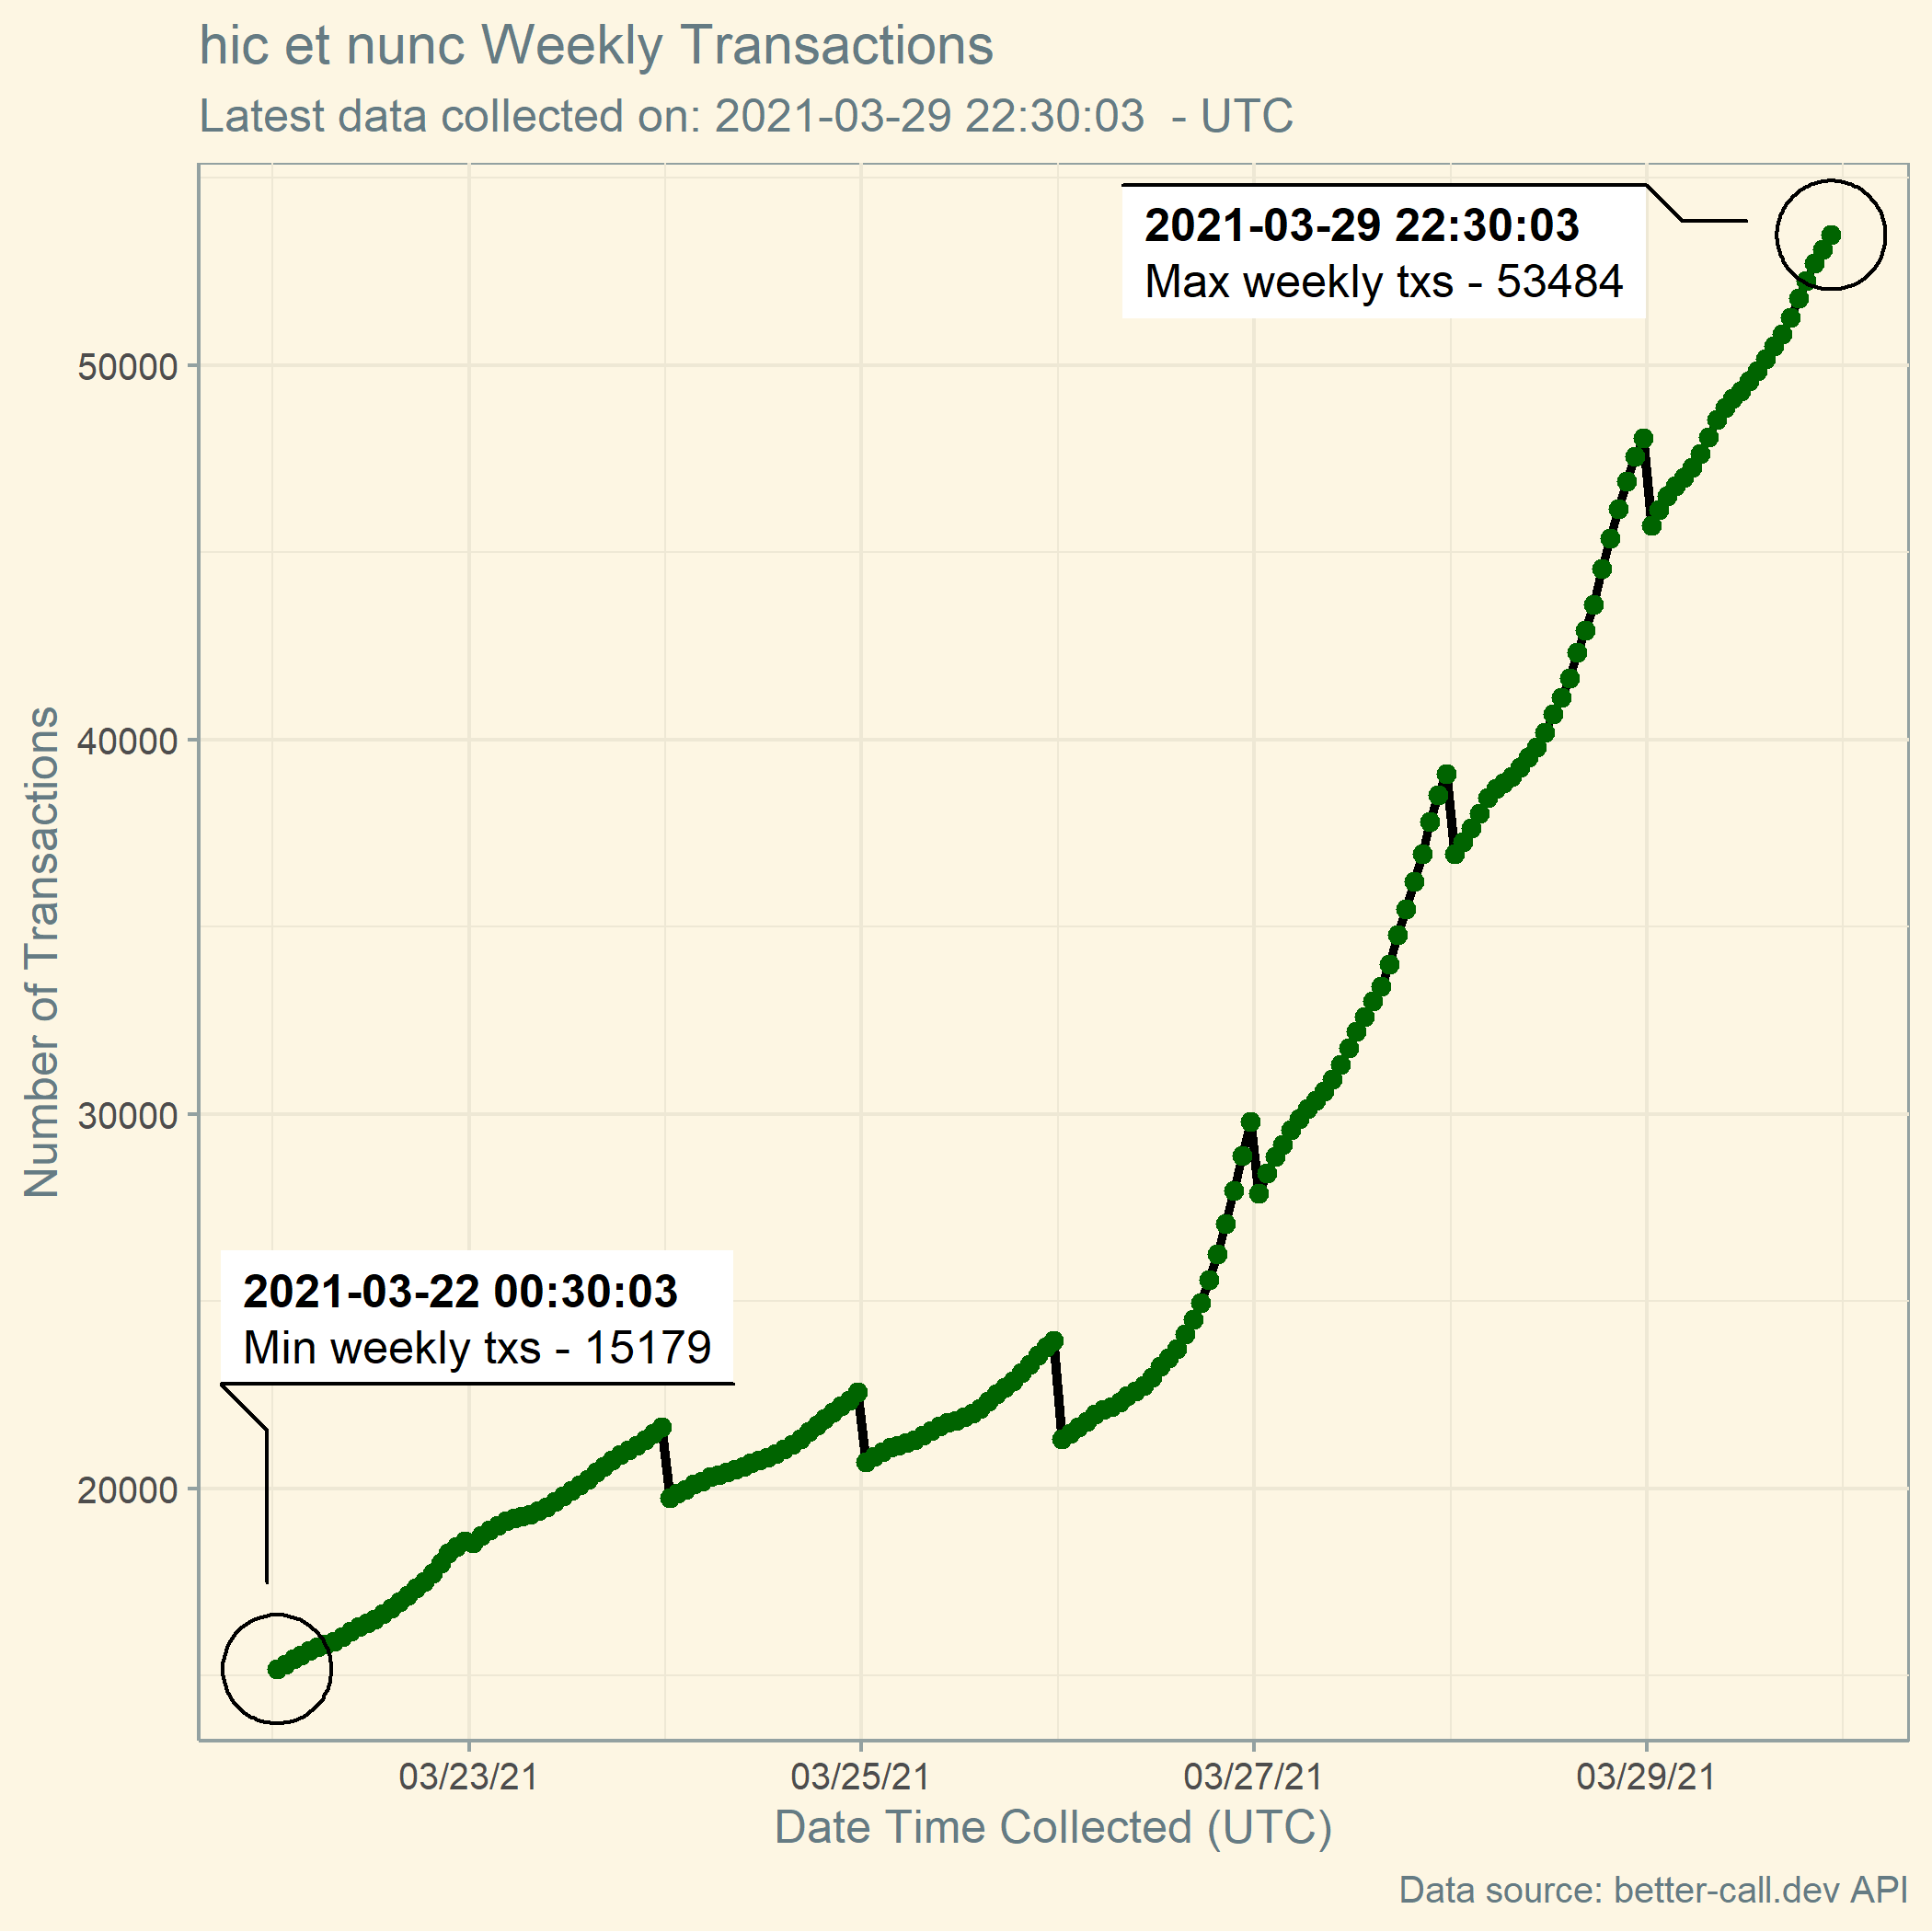 hic et nunc Weekly Transactions
Latest data collected on: 2021-03-29 22:30:03  - UTC
2021-03-29 22:30:03
Max weekly txs - 53484
2021-03-22 00:30:03
Min weekly txs - 15179
Number of Transactions
50000
40000
30000
20000
03/23/21
03/25/21
03/27/21
03/29/21
Date Time Collected (UTC)
Data source: better-call.dev API